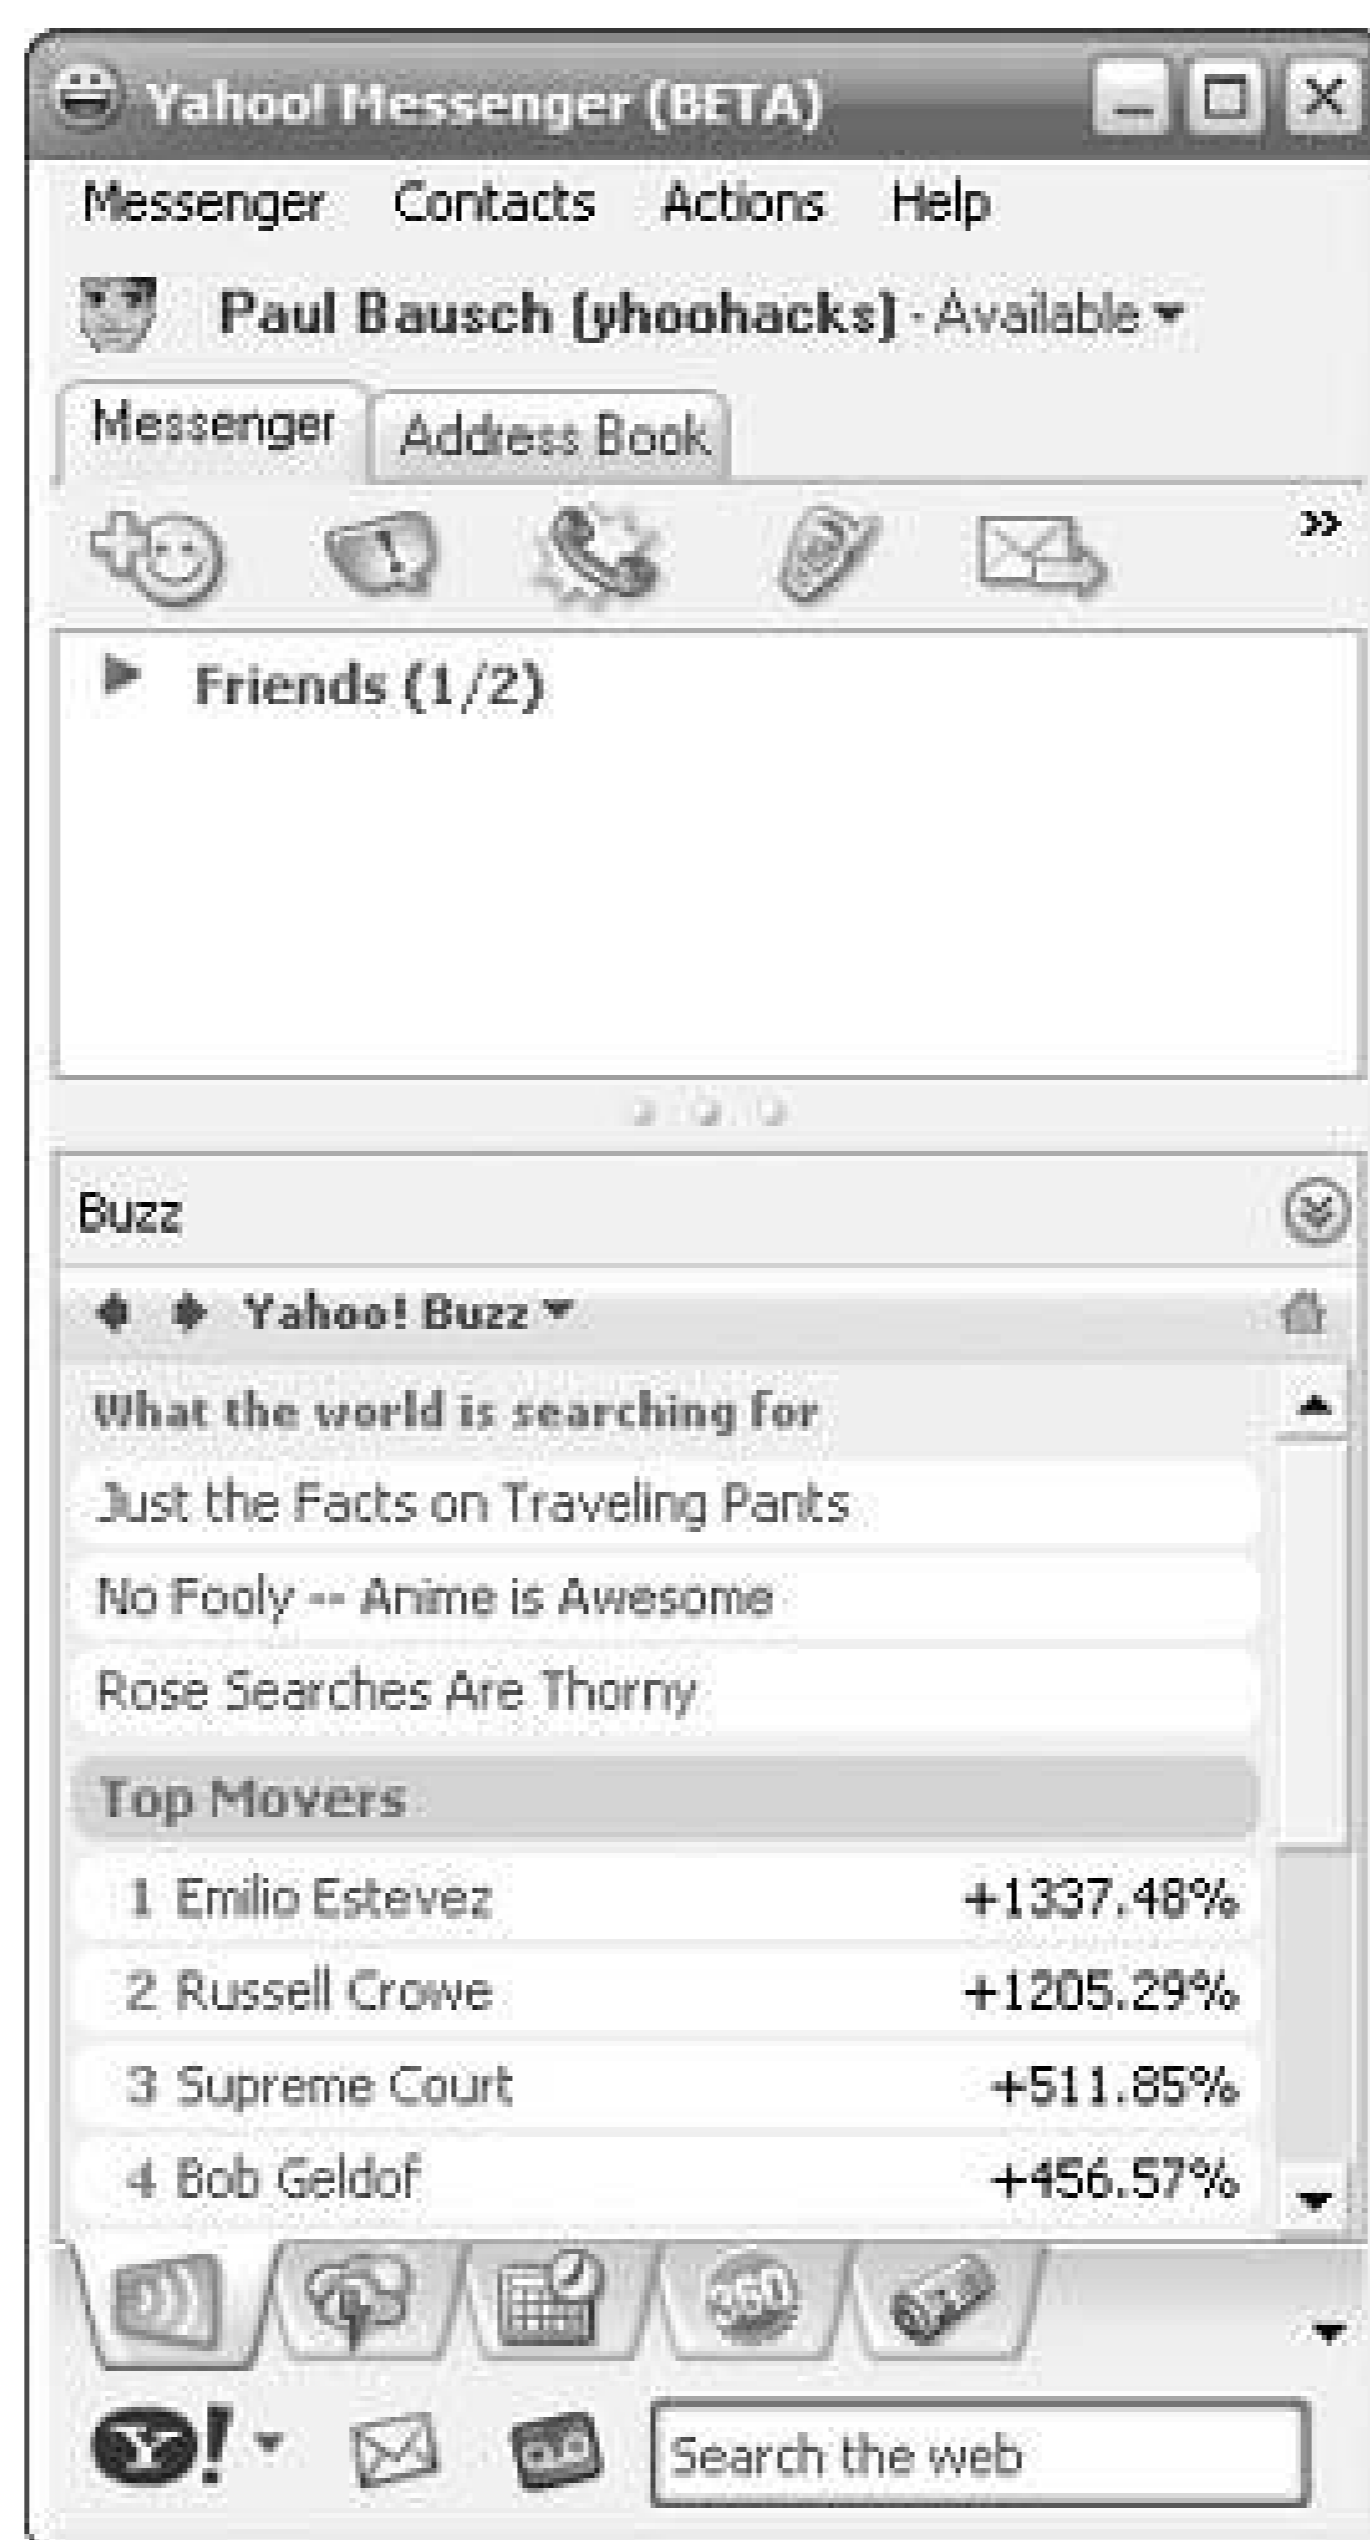 Yahoo! Messenger (BETA)
Messenger Contacts Actions Help
Paul Bausch (yhoohacks) - Available
Messenger Address Book
»
Friends (1/2)
Buzz
Yahoo! Buzz
What the world is searching for
Just the Facts on Traveling Pants
No Fooly -- Anime is Awesome
Rose Searches Are Thorny
Top Movers
1 Emilio Estevez +1337.48%
2 Russell Crowe +1205.29%
3 Supreme Court +511.85%
4 Bob Geldof +456.57%
360
Y! Search the web